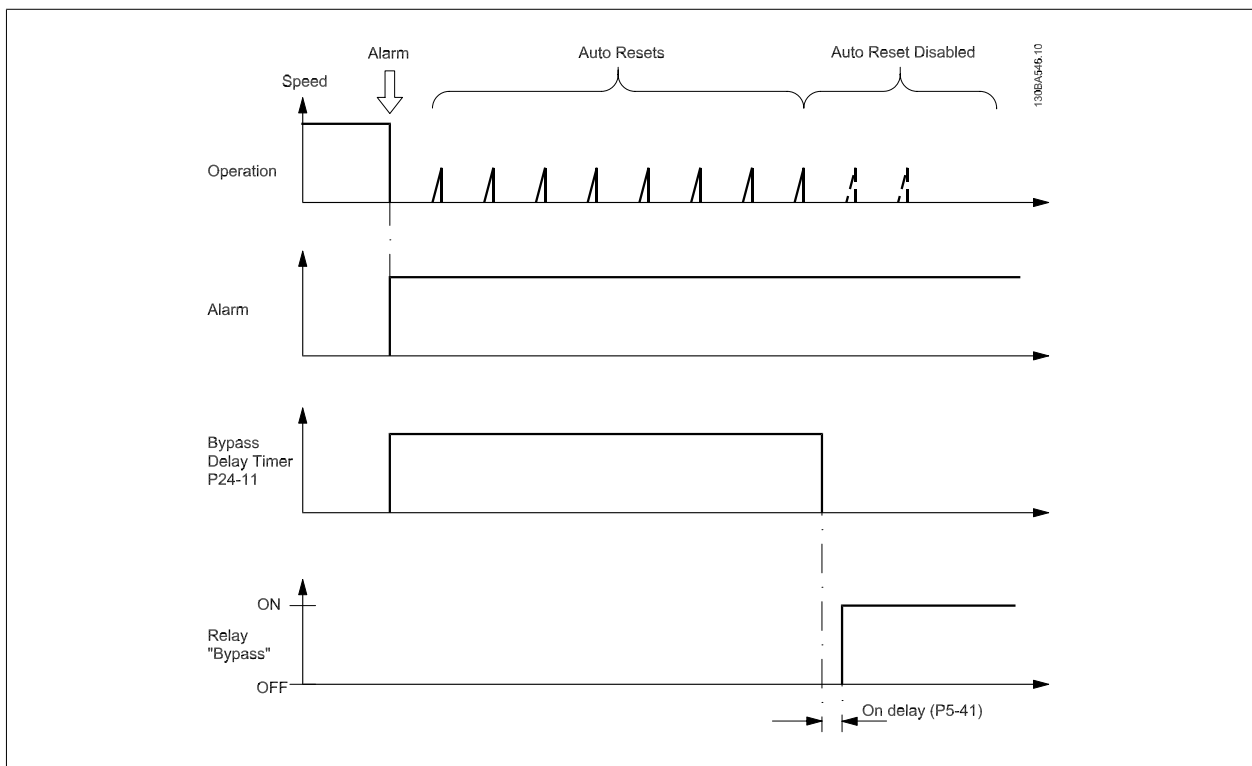 Alarm
Auto Resets
Auto Reset Disabled
130BA546.10
Speed
Operation
Alarm
Bypass
Delay Timer
P24-11
ON
Relay
"Bypass"
OFF
On delay (P5-41)